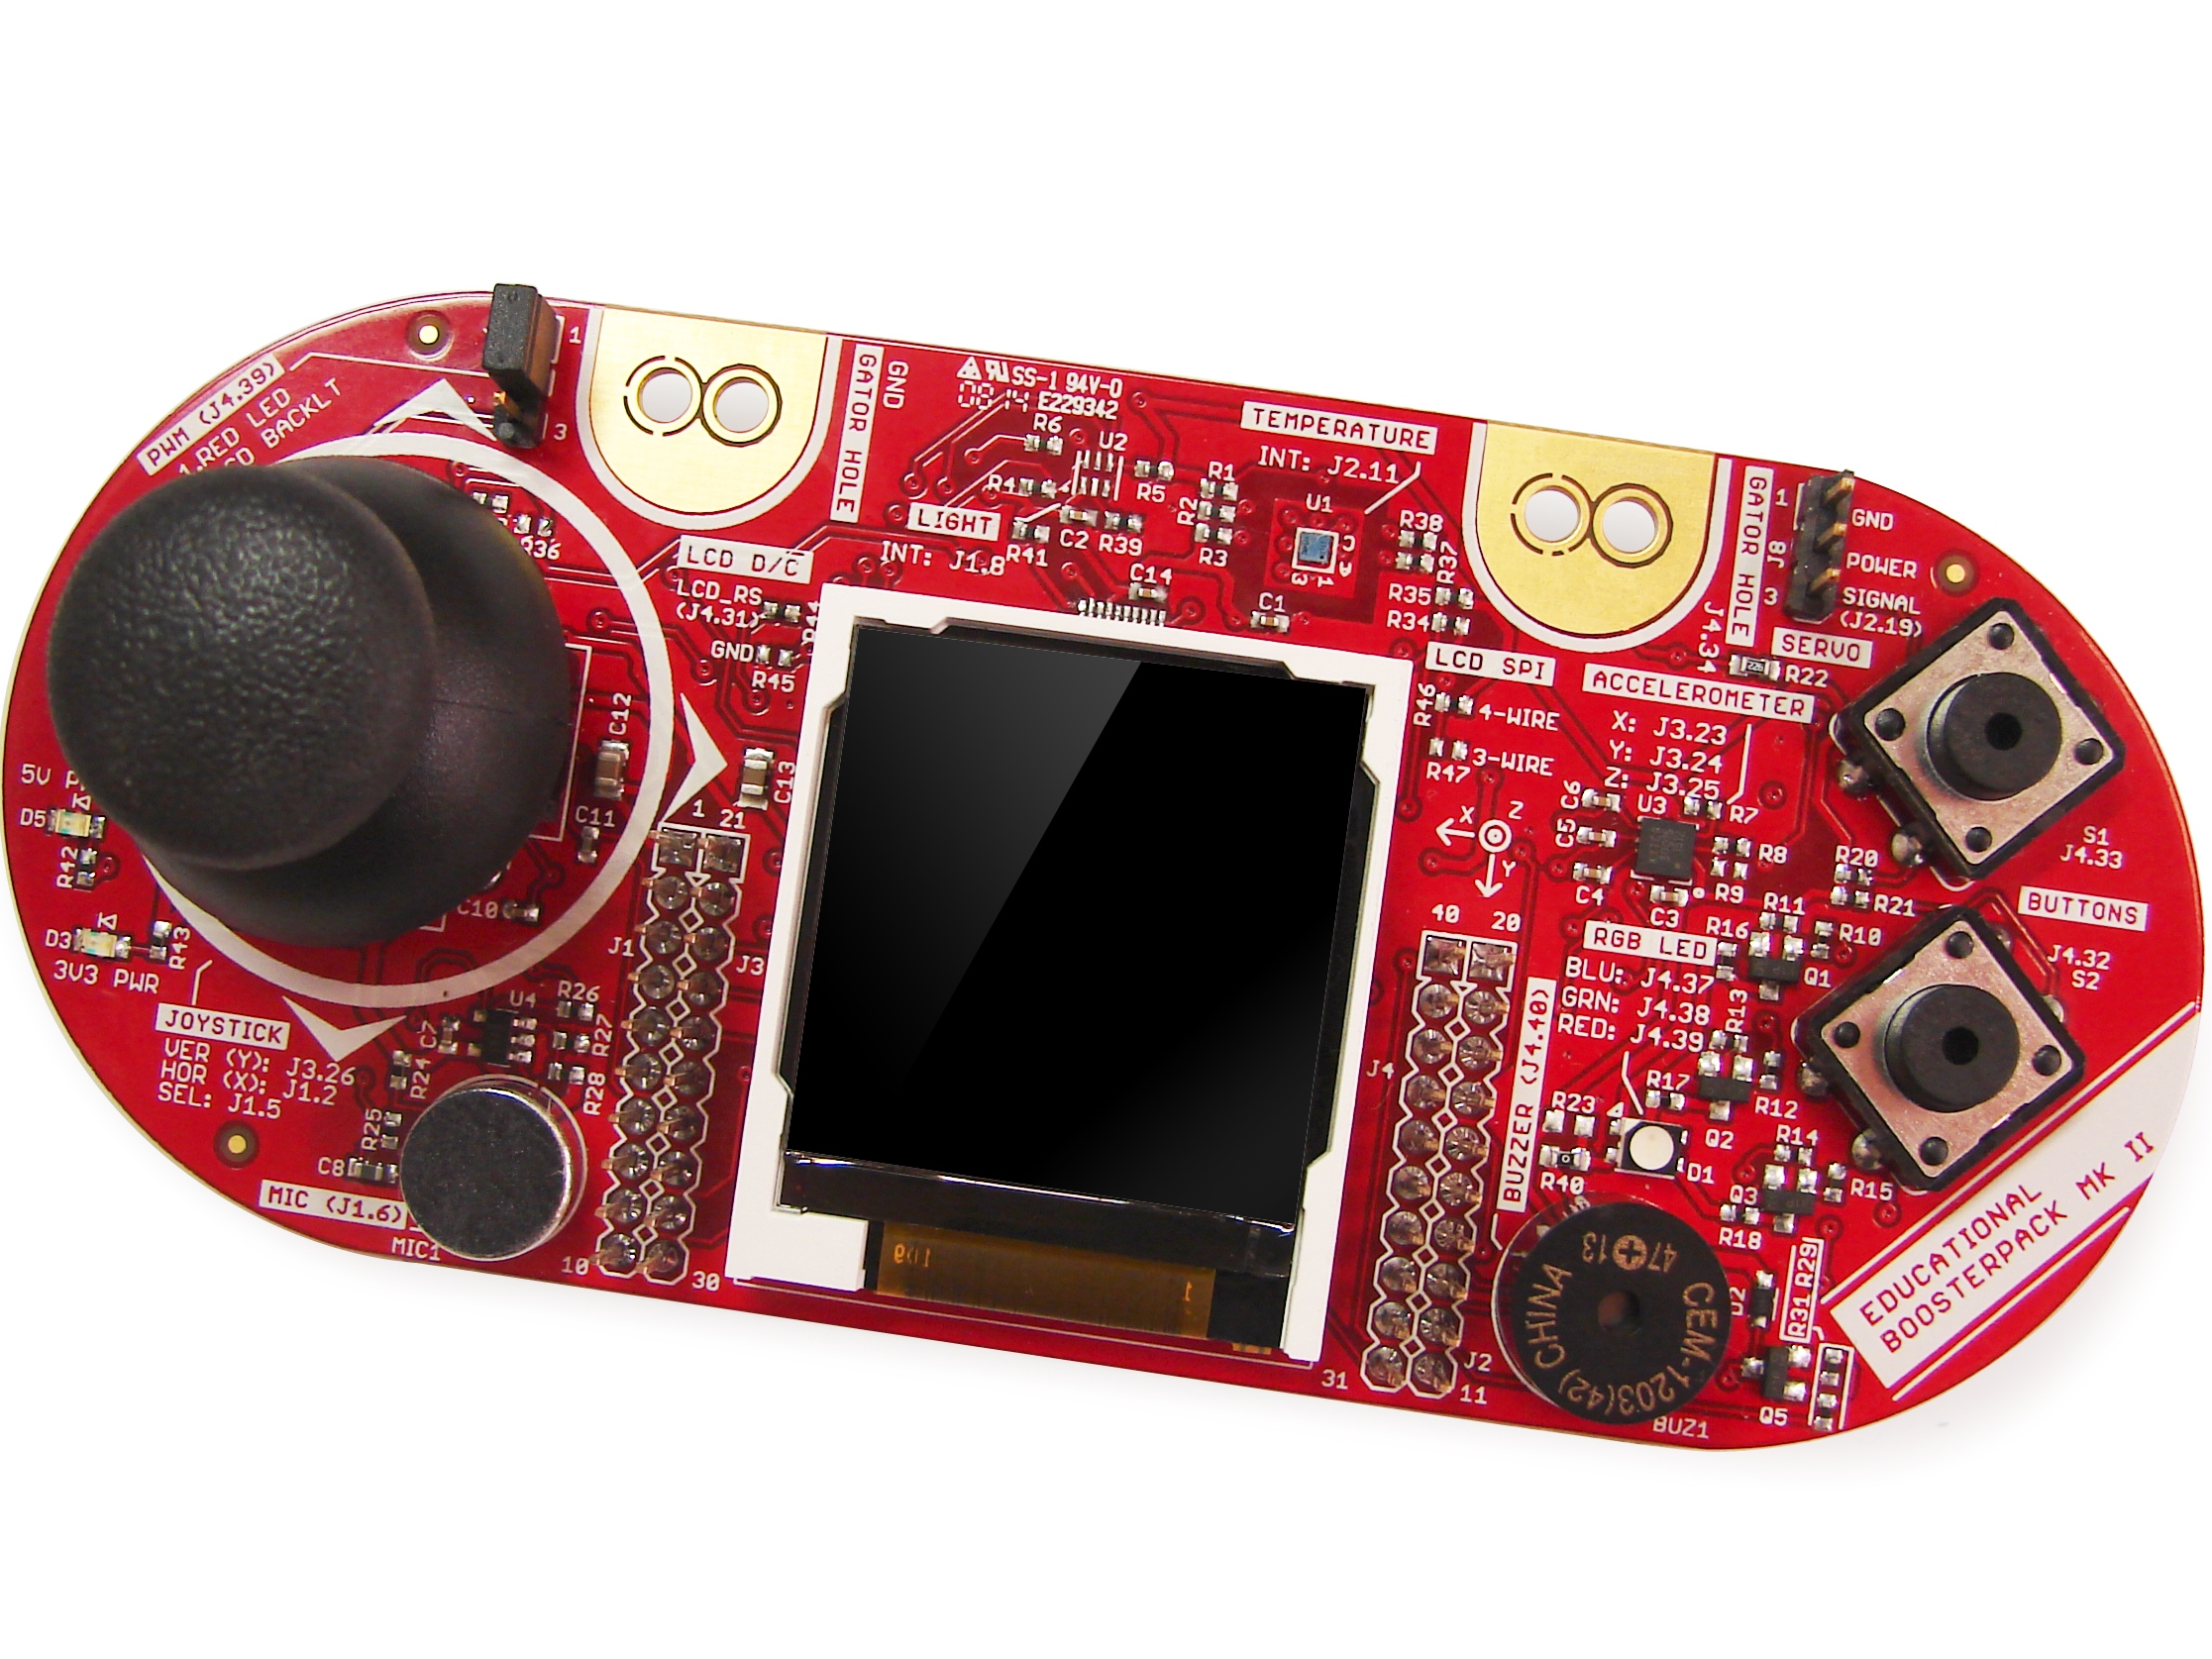 PWM (J4.39)
1.RED LED
BACKLT
1
3
GATOR HOLE
GND
SS-1 94V-0
08 14 E229342
R6
U2
R4
R5
R1
R2
R3
TEMPERATURE
INT: J2.11
U1
C
3
1
LIGHT
INT: J1.8
R41
C2
R39
C14
C1
R38
R37
R35
R34
GATOR HOLE
1
J8
3
GND
POWER
SIGNAL
(J2.19)
SERVO
J4.34
R22
R36
LCD D/C
LCD_RS
(J4.31)
R44
GND
R45
LCD SPI
R46
4-WIRE
R47
3-WIRE
ACCELEROMETER
X: J3.23
Y: J3.24
Z: J3.25
C6
U3
R7
C5
R8
C4
R9
C3
X
Z
Y
S1
J4.33
BUTTONS
J4.32
S2
R20
R21
R11
R16
R10
Q1
R13
5V
D5
R42
D3
R43
3V3 PWR
C12
C11
C13
C10
1
21
J1
J3
10
30
JOYSTICK
VER (Y): J3.26
HOR (X): J1.2
SEL: J1.5
C7
U4
R26
R27
R28
R24
R25
C8
MIC (J1.6)
MIC1
40
20
J4
J2
31
11
RGB LED
BLU: J4.37
GRN: J4.38
RED: J4.39
BUZZER (J4.40)
R17
R12
R23
4
Q2
R14
D1
R40
Q3
R15
R18
D2
R31
R29
Q5
47 13
CHINA
CEM-1203(42)
BUZ1
EDUCATIONAL
BOOSTERPACK MK II